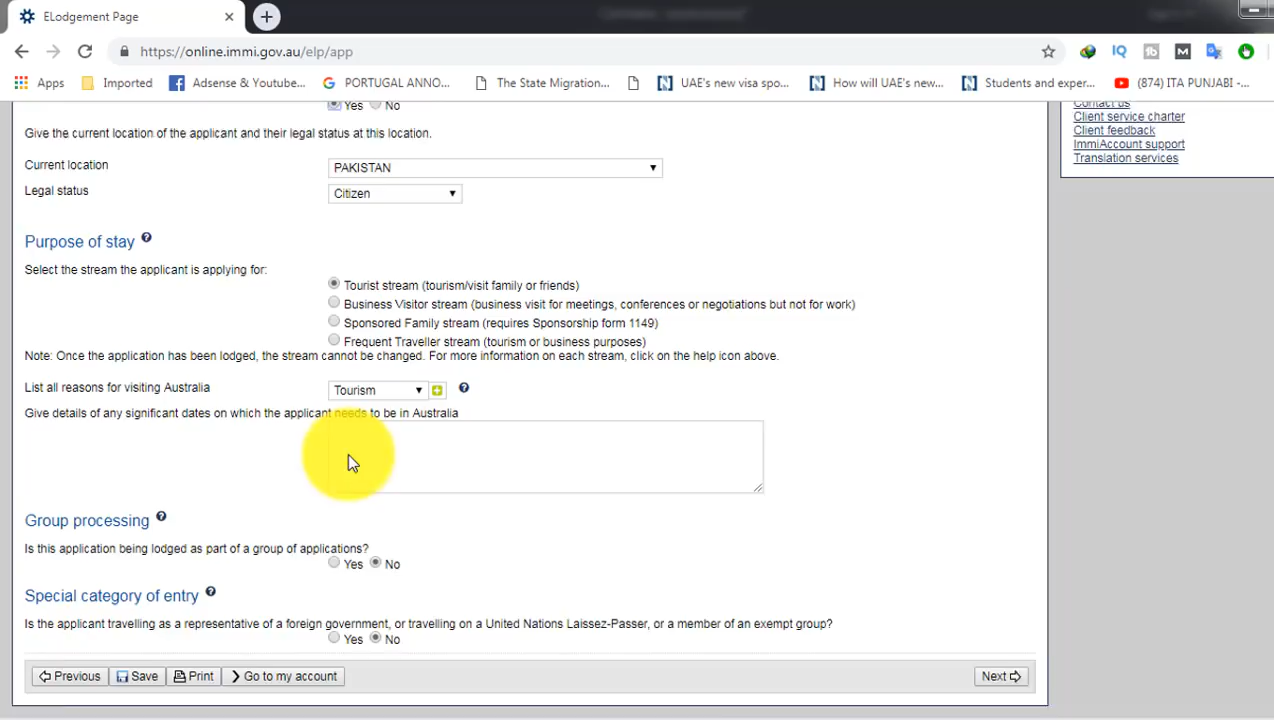 ELodgement Page
https://online.immi.gov.au/elp/app
Apps Imported Adsense & Youtube... PORTUGAL ANNO... The State Migration... UAE's new visa spo... How will UAE's new... Students and exper... (874) ITA PUNJABI -...
Yes No
Contact us
Client service charter
Client feedback
ImmiAccount support
Translation services
Give the current location of the applicant and their legal status at this location.
Current location PAKISTAN
Legal status Citizen
Purpose of stay
Select the stream the applicant is applying for:
Tourist stream (tourism/visit family or friends)
Business Visitor stream (business visit for meetings, conferences or negotiations but not for work)
Sponsored Family stream (requires Sponsorship form 1149)
Frequent Traveller stream (tourism or business purposes)
Note: Once the application has been lodged, the stream cannot be changed. For more information on each stream, click on the help icon above.
List all reasons for visiting Australia Tourism
Give details of any significant dates on which the applicant needs to be in Australia
Group processing
Is this application being lodged as part of a group of applications?
Yes No
Special category of entry
Is the applicant travelling as a representative of a foreign government, or travelling on a United Nations Laissez-Passer, or a member of an exempt group?
Yes No
Previous Save Print Go to my account Next